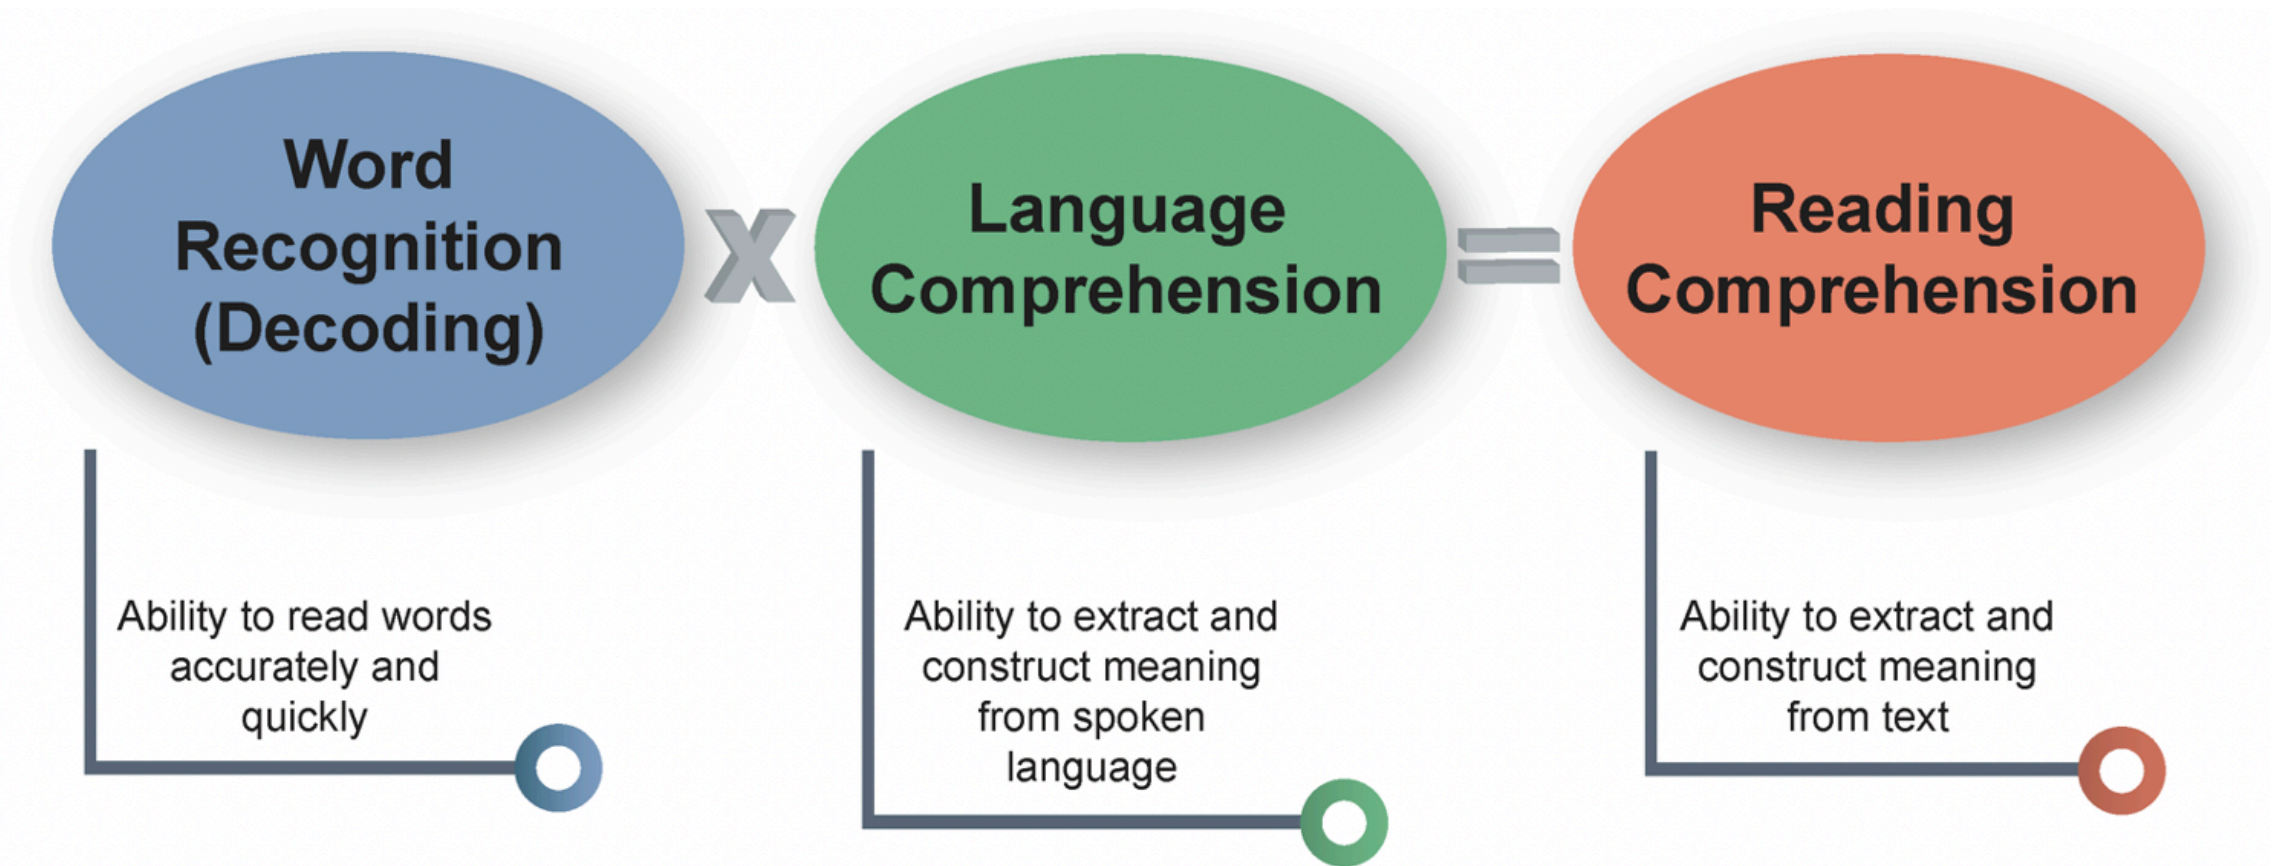 Word
Recognition
(Decoding)
x
Language
Comprehension
=
Reading
Comprehension
Ability to read words
accurately and
quickly
Ability to extract and
construct meaning
from spoken
language
Ability to extract and
construct meaning
from text